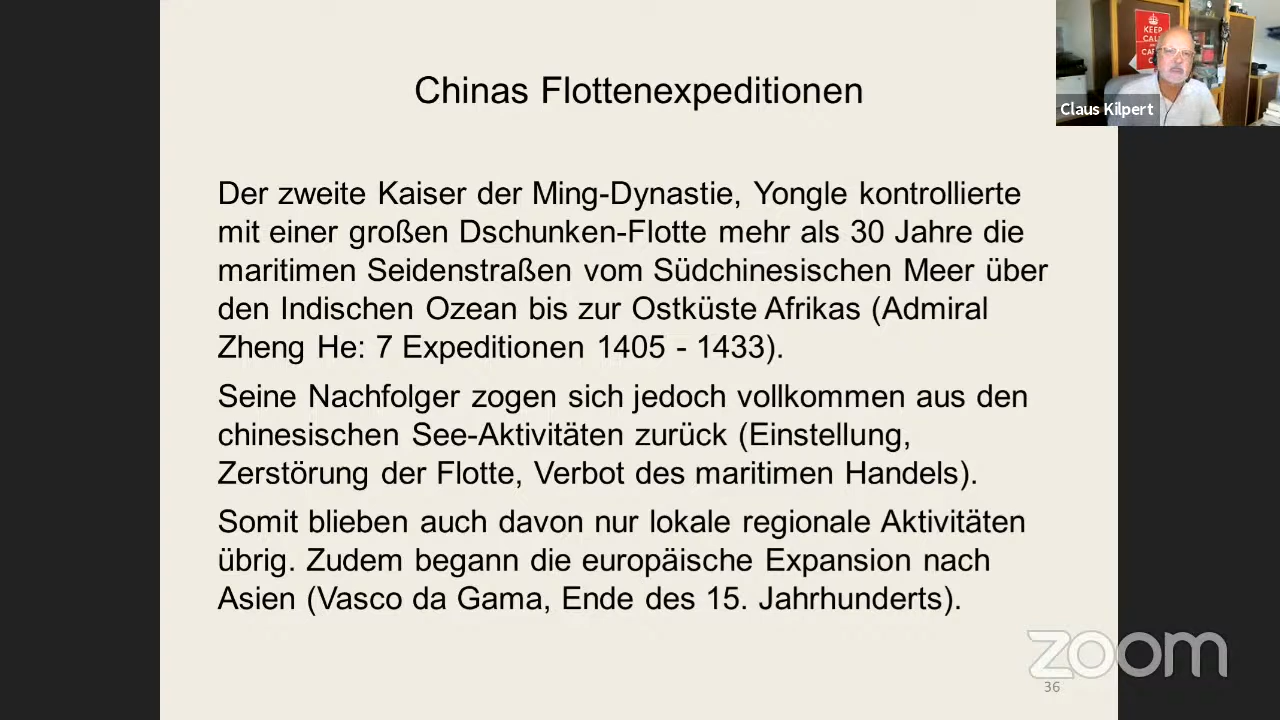 Chinas Flottenexpeditionen
KEEP
CALM
Claus Kilpert
Der zweite Kaiser der Ming-Dynastie, Yongle kontrollierte
mit einer großen Dschunken-Flotte mehr als 30 Jahre die
maritimen Seidenstraßen vom Südchinesischen Meer über
den Indischen Ozean bis zur Ostküste Afrikas (Admiral
Zheng He: 7 Expeditionen 1405 - 1433).
Seine Nachfolger zogen sich jedoch vollkommen aus den
chinesischen See-Aktivitäten zurück (Einstellung,
Zerstörung der Flotte, Verbot des maritimen Handels).
Somit blieben auch davon nur lokale regionale Aktivitäten
übrig. Zudem begann die europäische Expansion nach
Asien (Vasco da Gama, Ende des 15. Jahrhunderts).
zoom
36